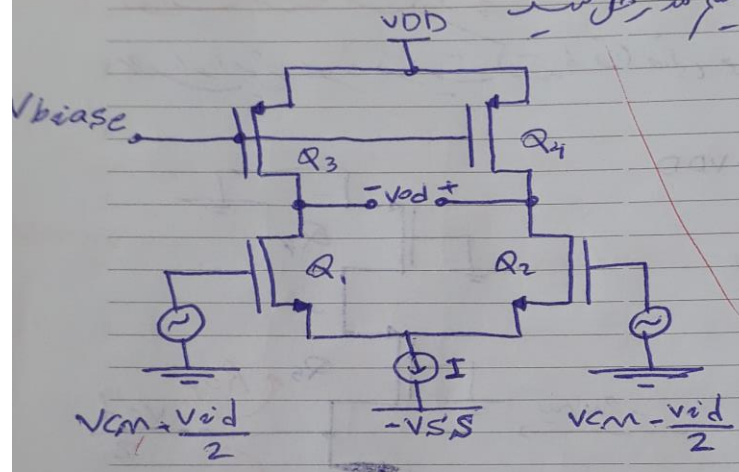 VDD
Vbiase
Q3
Q4
- Vod +
Q1
Q2
I
-VSS
VCM + Vid/2
VCM - Vid/2